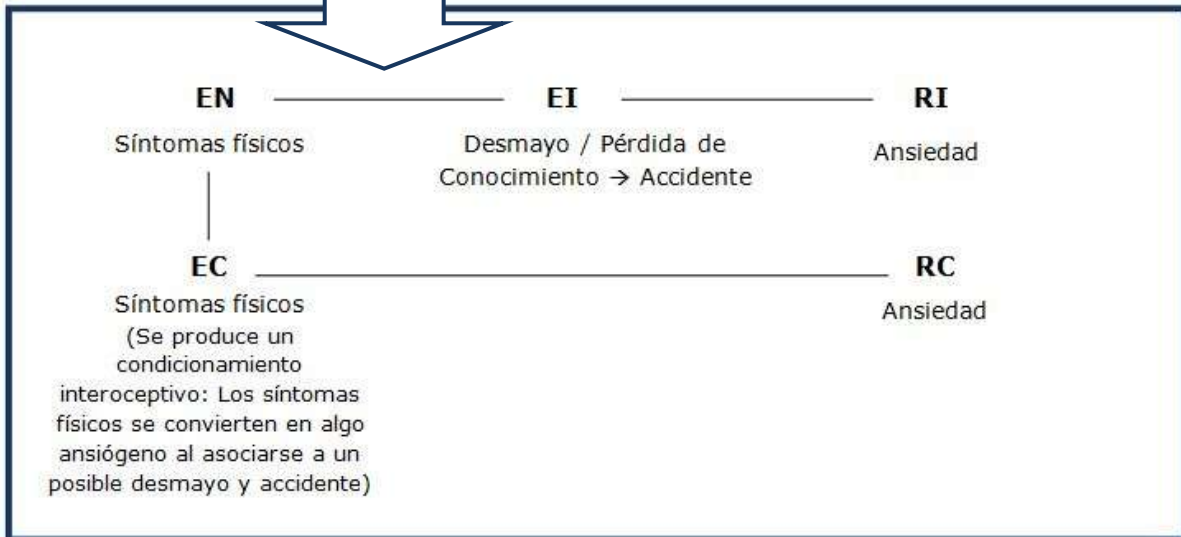 EN EI RI
Síntomas físicos Desmayo / Pérdida de Ansiedad
Conocimiento → Accidente
EC RC
Síntomas físicos Ansiedad
(Se produce un
condicionamiento
interoceptivo: Los síntomas
físicos se convierten en algo
ansiógeno al asociarse a un
posible desmayo y accidente)